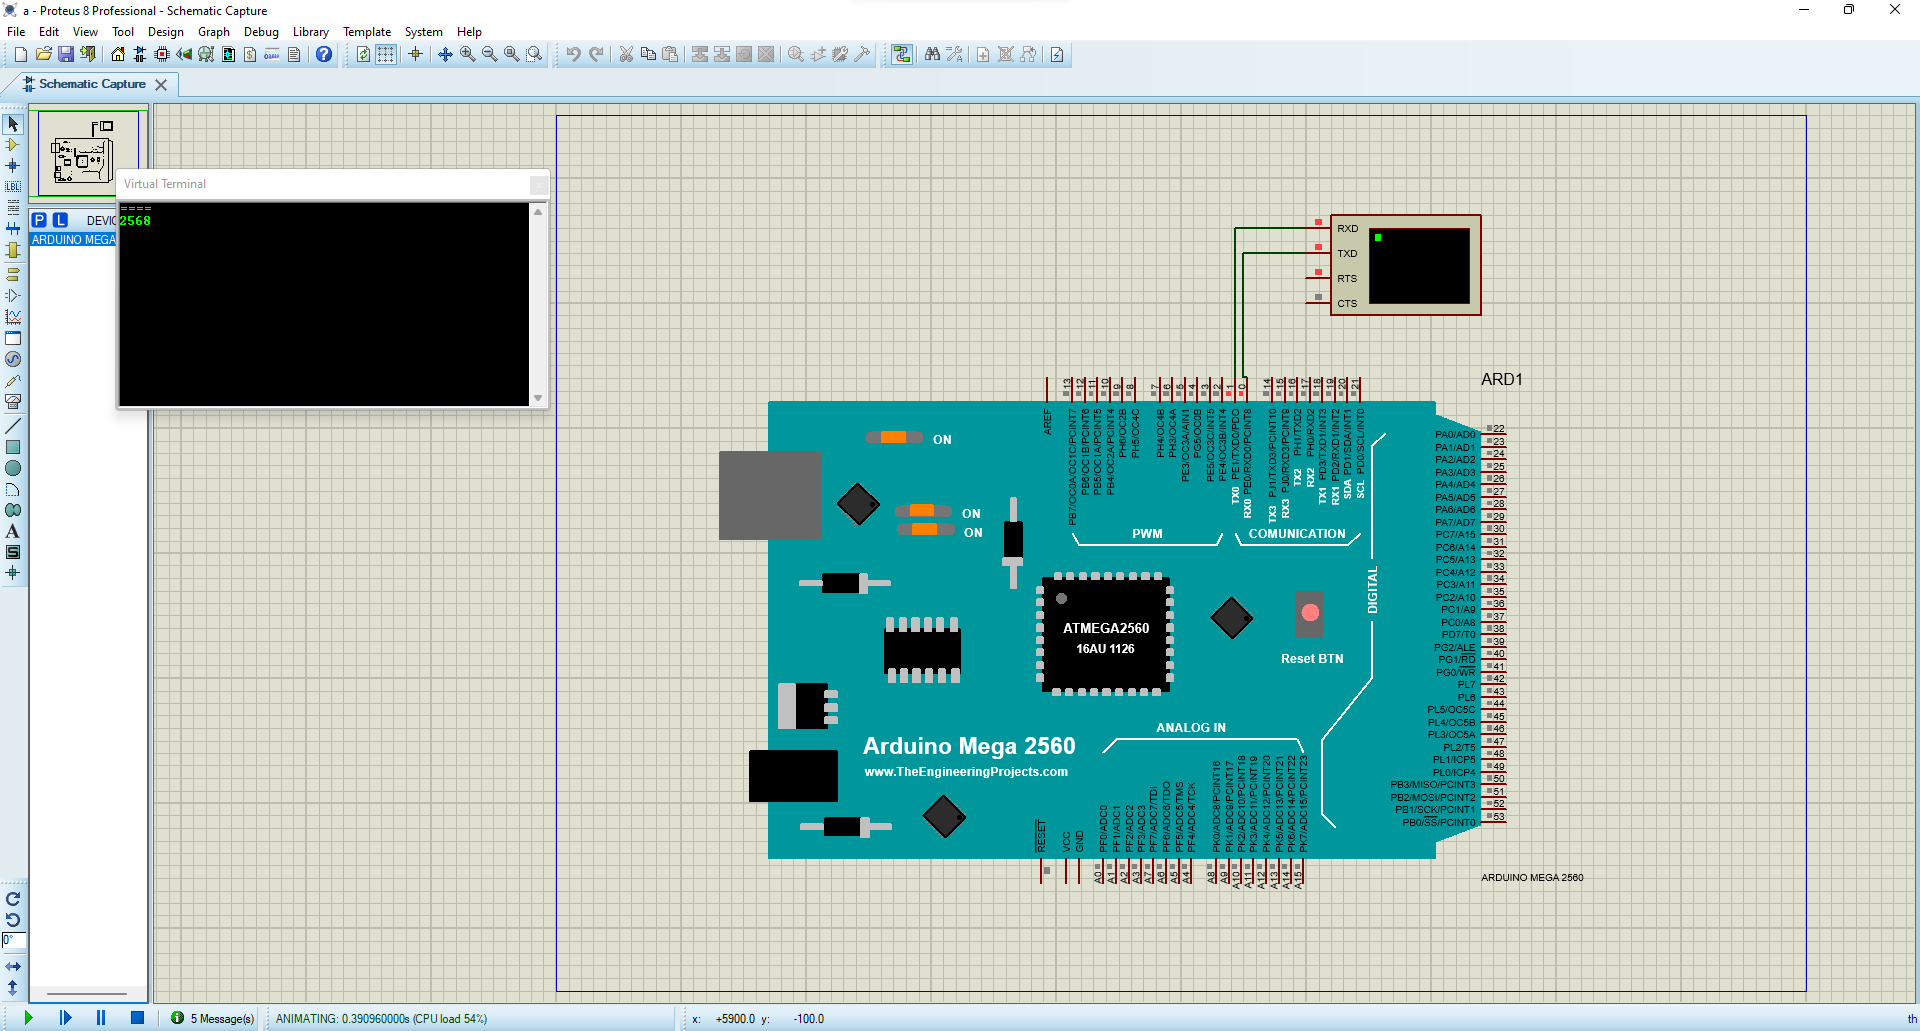 a - Proteus 8 Professional - Schematic Capture
File Edit View Tool Design Graph Debug Library Template System Help
Schematic Capture
Virtual Terminal
====
2568
P L DEVIC
ARDUINO MEGA
LBL
A
S
0°
RXD
TXD
RTS
CTS
ARD1
AREF
13
12
11
10
9
8
7
6
5
4
3
2
1
0
14
15
16
17
18
19
20
21
PB7/OC0A/OC1C/PCINT7
PB6/OC1B/PCINT6
PB5/OC1A/PCINT5
PB4/OC2A/PCINT4
PH6/OC2B
PH5/OC4C
PH4/OC4B
PH3/OC4A
PE3/OC3A/AIN1
PG5/OC0B
PE5/OC3C/INT5
PE4/OC3B/INT4
TX0 PE1/TXD0/PDO
RX0 PE0/RXD0/PCINT8
TX3 PJ1/TXD3/PCINT10
RX3 PJ0/RXD3/PCINT9
TX2 PH1/TXD2
RX2 PH0/RXD2
TX1 PD3/TXD1/INT3
RX1 PD2/RXD1/INT2
SDA PD1/SDA/INT1
SCL PD0/SCL/INT0
ON
ON
ON
PWM
COMUNICATION
DIGITAL
ATMEGA2560
16AU 1126
Reset BTN
ANALOG IN
Arduino Mega 2560
www.TheEngineeringProjects.com
PA0/AD0 22
PA1/AD1 23
PA2/AD2 24
PA3/AD3 25
PA4/AD4 26
PA5/AD5 27
PA6/AD6 28
PA7/AD7 29
PC7/A15 30
PC6/A14 31
PC5/A13 32
PC4/A12 33
PC3/A11 34
PC2/A10 35
PC1/A9 36
PC0/A8 37
PD7/T0 38
PG2/ALE 39
PG1/RD 40
PG0/WR 41
PL7 42
PL6 43
PL5/OC5C 44
PL4/OC5B 45
PL3/OC5A 46
PL2/T5 47
PL1/ICP5 48
PL0/ICP4 49
PB3/MISO/PCINT3 50
PB2/MOSI/PCINT2 51
PB1/SCK/PCINT1 52
PB0/SS/PCINT0 53
RESET
VCC
GND
PF0/ADC0
PF1/ADC1
PF2/ADC2
PF3/ADC3
PF7/ADC7/TDI
PF6/ADC6/TDO
PF5/ADC5/TMS
PF4/ADC4/TCK
PK0/ADC8/PCINT16
PK1/ADC9/PCINT17
PK2/ADC10/PCINT18
PK3/ADC11/PCINT19
PK4/ADC12/PCINT20
PK5/ADC13/PCINT21
PK6/ADC14/PCINT22
PK7/ADC15/PCINT23
A0
A1
A2
A3
A7
A6
A5
A4
A8
A9
A10
A11
A12
A13
A14
A15
ARDUINO MEGA 2560
5 Message(s) ANIMATING: 0.390960000s (CPU load 54%) x: +5900.0 y: -100.0 th